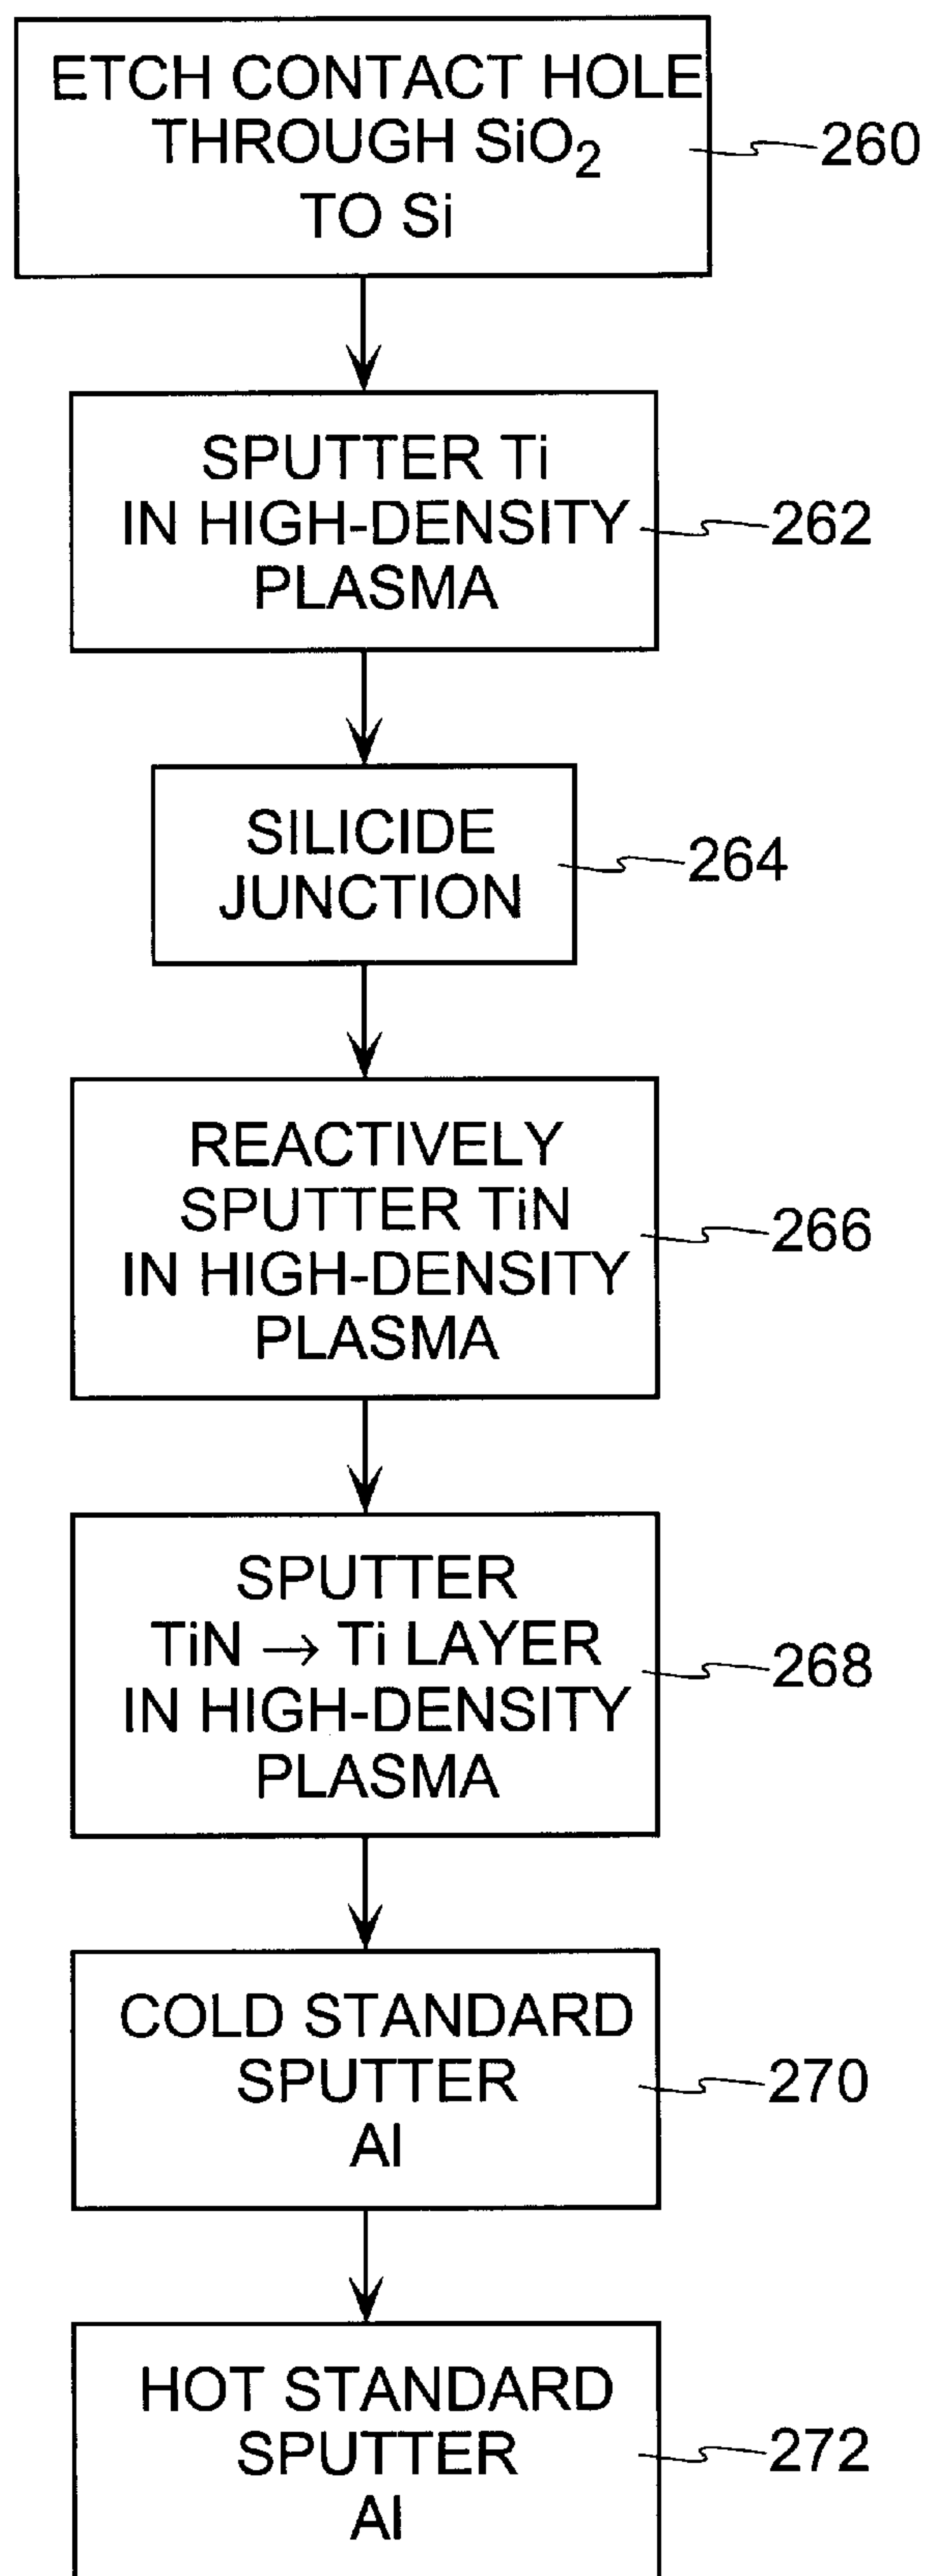 ETCH CONTACT HOLE
THROUGH SiO₂
TO Si
260
SPUTTER Ti
IN HIGH-DENSITY
PLASMA
262
SILICIDE
JUNCTION
264
REACTIVELY
SPUTTER TiN
IN HIGH-DENSITY
PLASMA
266
SPUTTER
TiN → Ti LAYER
IN HIGH-DENSITY
PLASMA
268
COLD STANDARD
SPUTTER
Al
270
HOT STANDARD
SPUTTER
Al
272